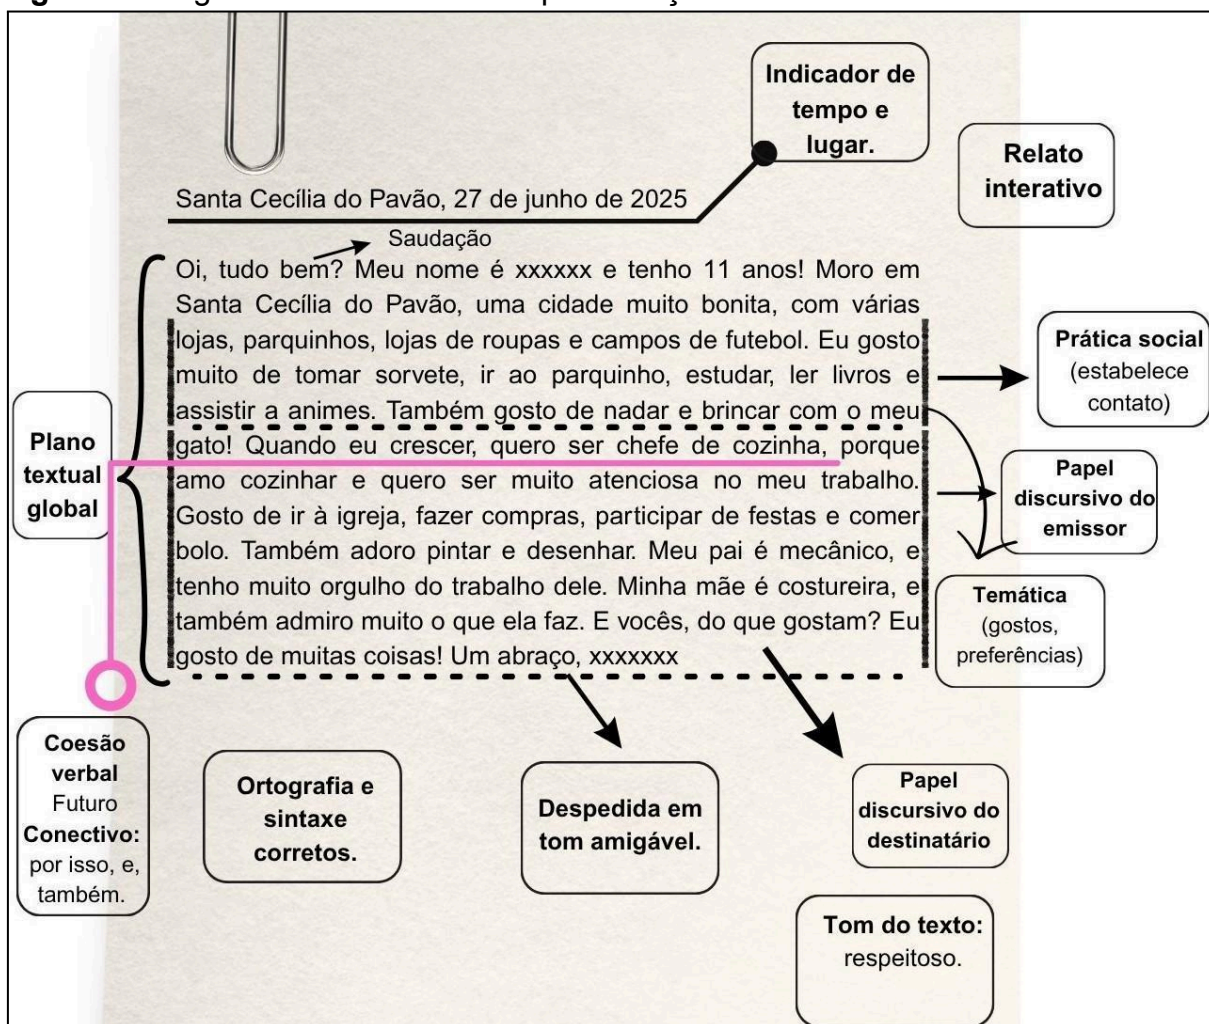 Indicador de
tempo e
lugar.
Relato
interativo
Santa Cecília do Pavão, 27 de junho de 2025
Saudação
Oi, tudo bem? Meu nome é xxxxxx e tenho 11 anos! Moro em
Santa Cecília do Pavão, uma cidade muito bonita, com várias
lojas, parquinhos, lojas de roupas e campos de futebol. Eu gosto
muito de tomar sorvete, ir ao parquinho, estudar, ler livros e
assistir a animes. Também gosto de nadar e brincar com o meu
gato! Quando eu crescer, quero ser chefe de cozinha, porque
amo cozinhar e quero ser muito atenciosa no meu trabalho.
Gosto de ir à igreja, fazer compras, participar de festas e comer
bolo. Também adoro pintar e desenhar. Meu pai é mecânico, e
tenho muito orgulho do trabalho dele. Minha mãe é costureira, e
também admiro muito o que ela faz. E vocês, do que gostam? Eu
gosto de muitas coisas! Um abraço, xxxxxxx
Prática social
(estabelece
contato)
Plano
textual
global
Papel
discursivo do
emissor
Temática
(gostos,
preferências)
Coesão
verbal
Futuro
Conectivo:
por isso, e,
também.
Ortografia e
sintaxe
corretos.
Despedida em
tom amigável.
Papel
discursivo do
destinatário
Tom do texto:
respeitoso.